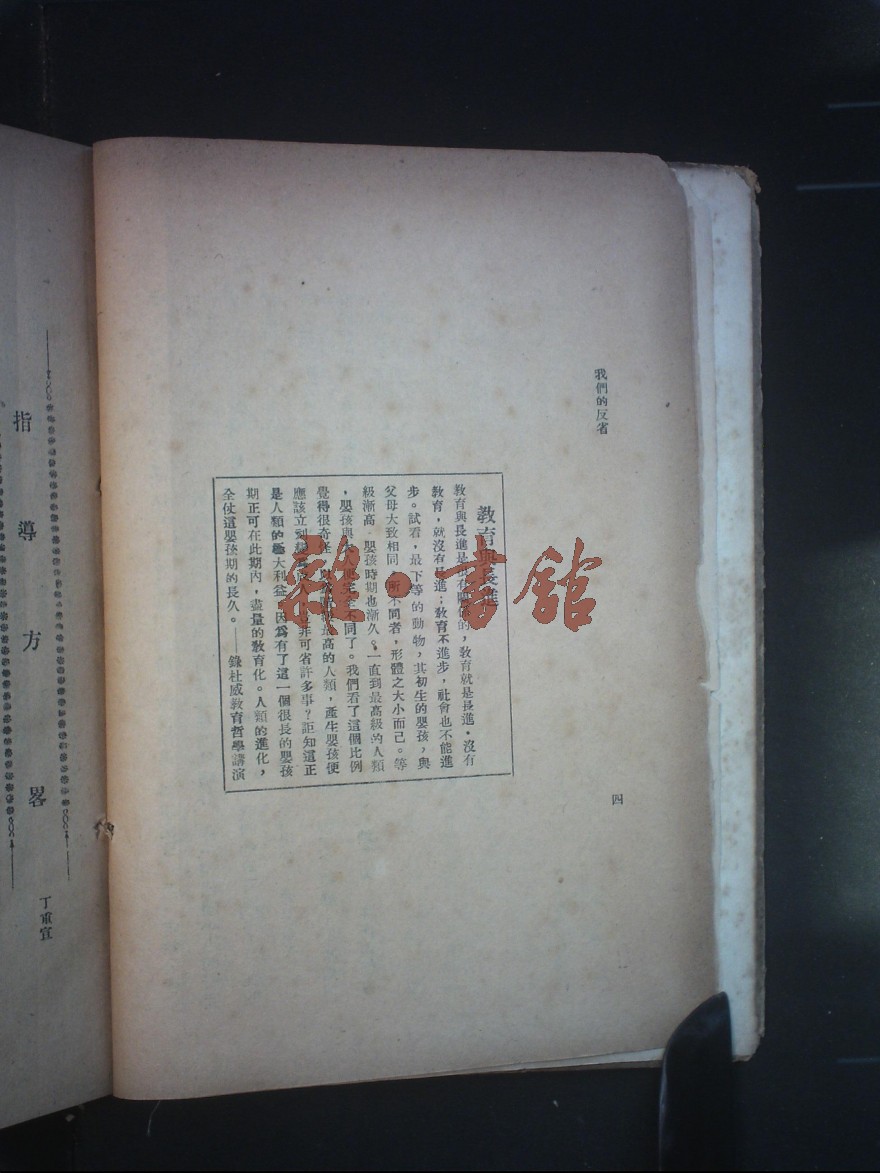 我們的反省
四
教育與長進
教育與長進是 的，教育就是長進．沒有
教育，就沒有長進；教育不進步，社會也不能進
步。試看，最下等的動物，其初生的嬰孩，與
父母大致相同，所不同者，形體之大小而已。等
級漸高．嬰孩時期也漸久。一直到最高級的人類
，嬰孩與 完全不同了。我們看了這個比例
覺得很奇怪 最高的人類，產生嬰孩便
應該立刻 非可省許多事？詎知這正
是人類的極大利益，因爲有了這一個很長的嬰孩
期正可在此期內，盡量的教育化。人類的進化，
全仗這嬰孩期的長久。——錄杜威教育哲學講演
雜·書館
指導方畧
丁重宣